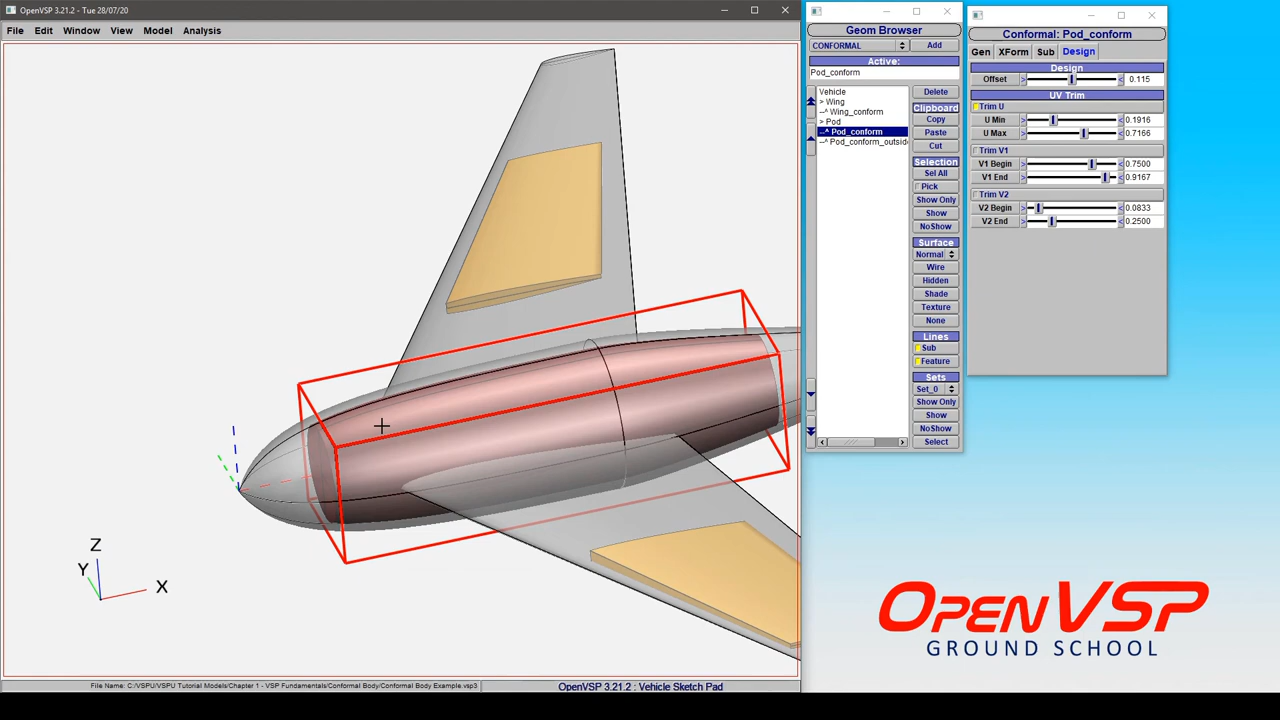 OpenVSP 3.21.2 - Tue 28/07/20
File Edit Window View Model Analysis
Z
Y
X
File Name: C:/VSPU/VSPU Tutorial Models/Chapter 1 - VSP Fundamentals/Conformal Body/Conformal Body Example.vsp3
OpenVSP 3.21.2 : Vehicle Sketch Pad
Geom Browser
CONFORMAL Add
Active:
Pod_conform
Vehicle
> Wing
--^ Wing_conform
> Pod
--^ Pod_conform
--^ Pod_conform_outside
Delete
Clipboard
Copy
Paste
Cut
Selection
Sel All
Pick
Show Only
Show
NoShow
Surface
Normal
Wire
Hidden
Shade
Texture
None
Lines
Sub
Feature
Sets
Set_0
Show Only
Show
NoShow
Select
Conformal: Pod_conform
Gen XForm Sub Design
Design
Offset > < 0.115
UV Trim
Trim U
U Min > < 0.1916
U Max > < 0.7166
Trim V1
V1 Begin > < 0.7500
V1 End > < 0.9167
Trim V2
V2 Begin > < 0.0833
V2 End > < 0.2500
OPENVSP
GROUND SCHOOL